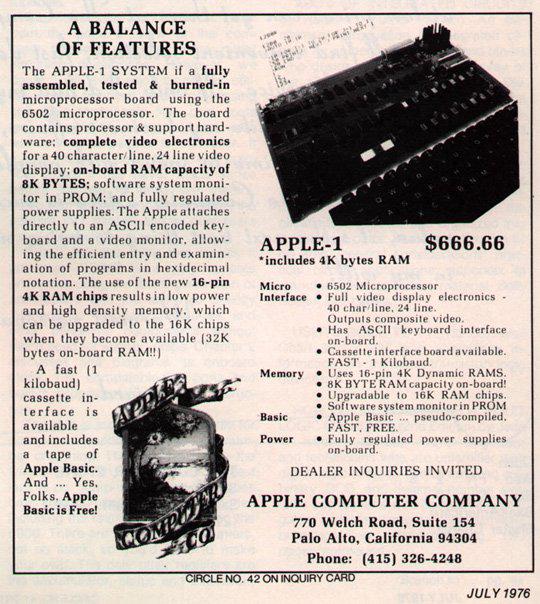 A BALANCE
OF FEATURES
The APPLE-1 SYSTEM if a fully
assembled, tested & burned-in
microprocessor board using the
6502 microprocessor. The board
contains processor & support hard-
ware; complete video electronics
for a 40 character/line, 24 line video
display; on-board RAM capacity of
8K BYTES; software system moni-
tor in PROM; and fully regulated
power supplies. The Apple attaches
directly to an ASCII encoded key-
board and a video monitor, allow-
ing the efficient entry and examin-
ation of programs in hexidecimal
notation. The use of the new 16-pin
4K RAM chips results in low power
and high density memory, which
can be upgraded to the 16K chips
when they become available (32K
bytes on-board RAM!!)
A fast (1
kilobaud)
cassette in-
terface is
available
and includes
a tape of
Apple Basic.
And ... Yes,
Folks. Apple
Basic is Free!
APPLE
COMPUTER
CO
APPLE-1 $666.66
*includes 4K bytes RAM
Micro • 6502 Microprocessor
Interface • Full video display electronics -
40 char/line, 24 line.
Outputs composite video.
• Has ASCII keyboard interface
on-board.
• Cassette interface board available.
FAST - 1 Kilobaud.
Memory • Uses 16-pin 4K Dynamic RAMS.
• 8K BYTE RAM capacity on-board!
• Upgradable to 16K RAM chips.
• Software system monitor in PROM
Basic • Apple Basic ... pseudo-compiled,
FAST, FREE.
Power • Fully regulated power supplies
on-board.
DEALER INQUIRIES INVITED
APPLE COMPUTER COMPANY
770 Welch Road, Suite 154
Palo Alto, California 94304
Phone: (415) 326-4248
CIRCLE NO. 42 ON INQUIRY CARD
JULY 1976